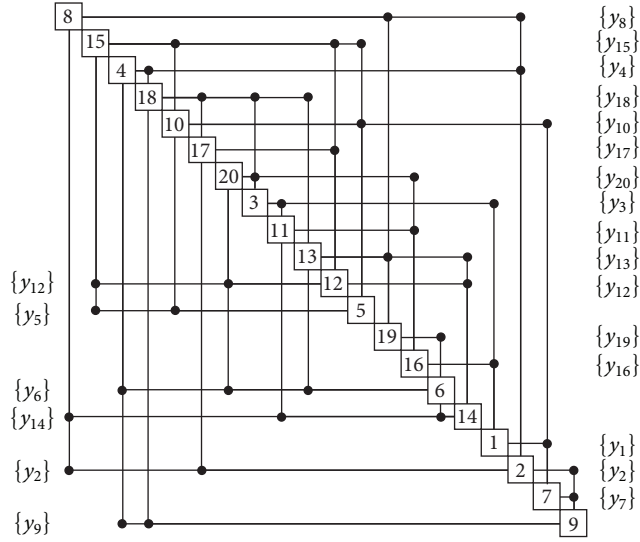 8 {y8}
15 {y15}
4 {y4}
18 {y18}
10 {y10}
17 {y17}
20 {y20}
3 {y3}
11 {y11}
13 {y13}
{y12} 12 {y12}
{y5} 5
19 {y19}
16 {y16}
{y6} 6
{y14} 14
1 {y1}
{y2} 2 {y2}
7 {y7}
{y9} 9